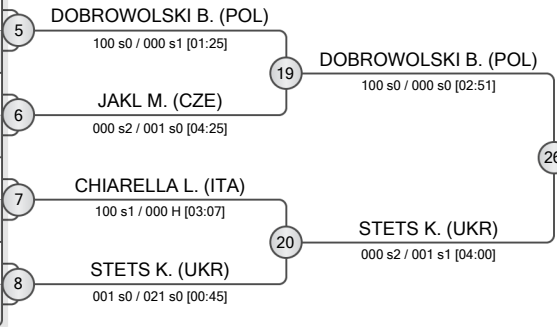 DOBROWOLSKI B. (POL)
5
100 s0 / 000 s1 [01:25]
19
DOBROWOLSKI B. (POL)
100 s0 / 000 s0 [02:51]
JAKL M. (CZE)
6
000 s2 / 001 s0 [04:25]
26
CHIARELLA L. (ITA)
7
100 s1 / 000 H [03:07]
20
STETS K. (UKR)
000 s2 / 001 s1 [04:00]
STETS K. (UKR)
8
001 s0 / 021 s0 [00:45]